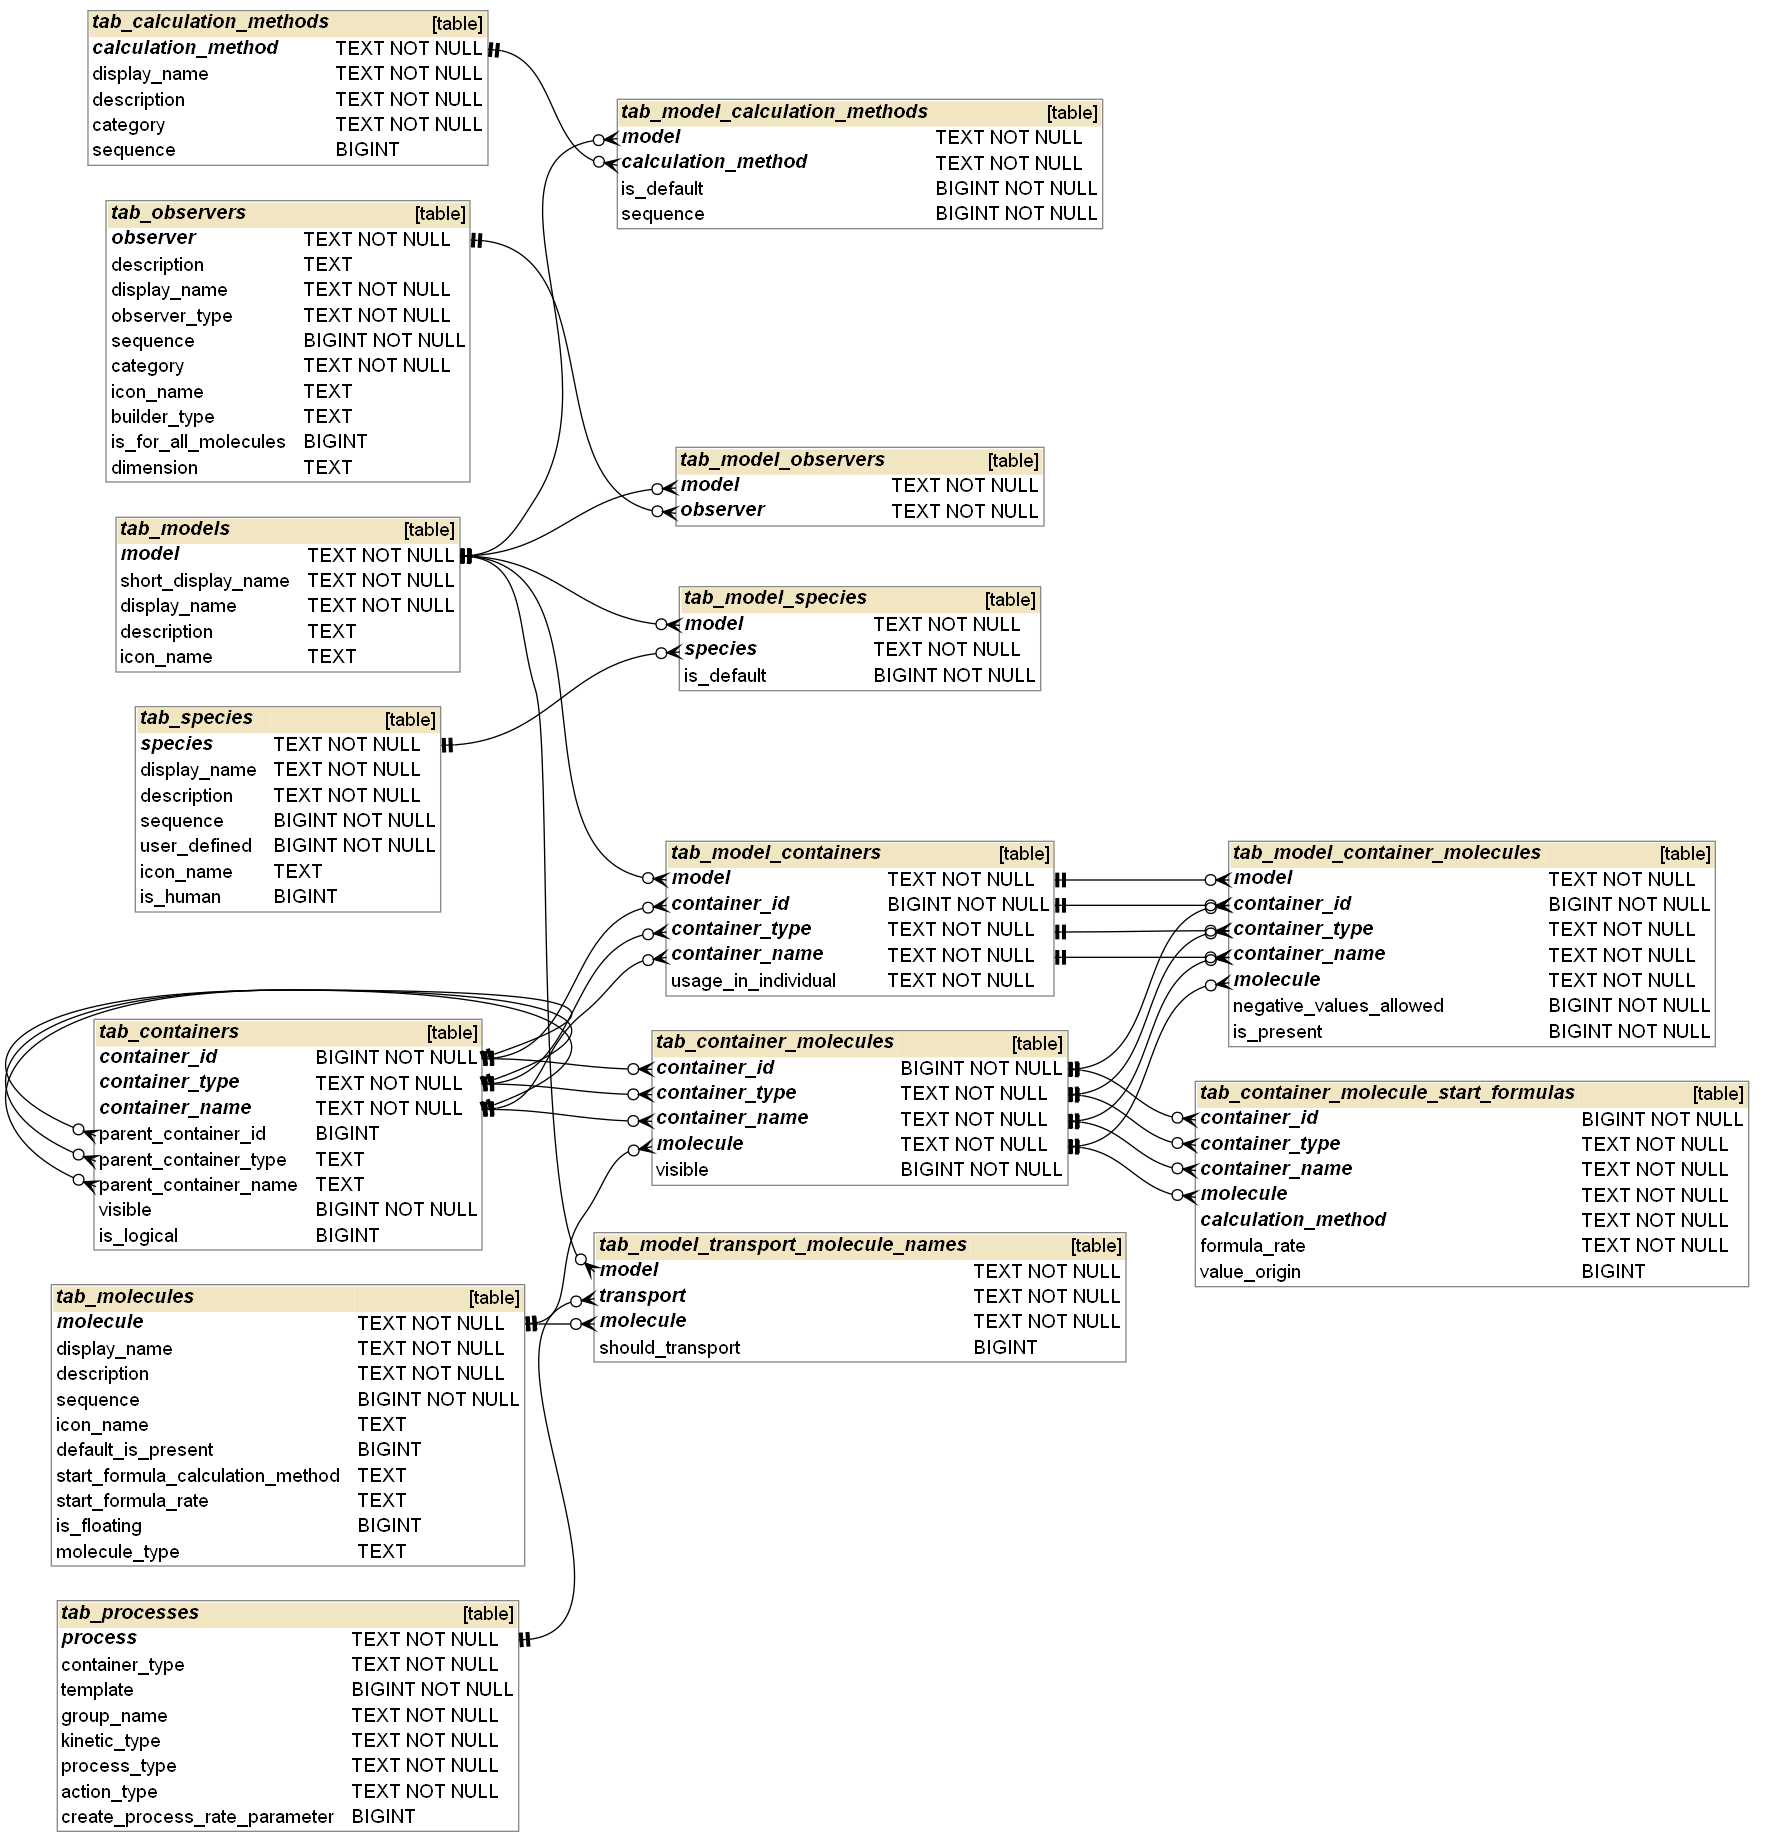 tab_calculation_methods [table]
calculation_method TEXT NOT NULL
display_name TEXT NOT NULL
description TEXT NOT NULL
category TEXT NOT NULL
sequence BIGINT
tab_model_calculation_methods [table]
model TEXT NOT NULL
calculation_method TEXT NOT NULL
is_default BIGINT NOT NULL
sequence BIGINT NOT NULL
tab_observers [table]
observer TEXT NOT NULL
description TEXT
display_name TEXT NOT NULL
observer_type TEXT NOT NULL
sequence BIGINT NOT NULL
category TEXT NOT NULL
icon_name TEXT
builder_type TEXT
is_for_all_molecules BIGINT
dimension TEXT
tab_model_observers [table]
model TEXT NOT NULL
observer TEXT NOT NULL
tab_models [table]
model TEXT NOT NULL
short_display_name TEXT NOT NULL
display_name TEXT NOT NULL
description TEXT
icon_name TEXT
tab_model_species [table]
model TEXT NOT NULL
species TEXT NOT NULL
is_default BIGINT NOT NULL
tab_species [table]
species TEXT NOT NULL
display_name TEXT NOT NULL
description TEXT NOT NULL
sequence BIGINT NOT NULL
user_defined BIGINT NOT NULL
icon_name TEXT
is_human BIGINT
tab_model_containers [table]
model TEXT NOT NULL
container_id BIGINT NOT NULL
container_type TEXT NOT NULL
container_name TEXT NOT NULL
usage_in_individual TEXT NOT NULL
tab_model_container_molecules [table]
model TEXT NOT NULL
container_id BIGINT NOT NULL
container_type TEXT NOT NULL
container_name TEXT NOT NULL
molecule TEXT NOT NULL
negative_values_allowed BIGINT NOT NULL
is_present BIGINT NOT NULL
tab_containers [table]
container_id BIGINT NOT NULL
container_type TEXT NOT NULL
container_name TEXT NOT NULL
parent_container_id BIGINT
parent_container_type TEXT
parent_container_name TEXT
visible BIGINT NOT NULL
is_logical BIGINT
tab_container_molecules [table]
container_id BIGINT NOT NULL
container_type TEXT NOT NULL
container_name TEXT NOT NULL
molecule TEXT NOT NULL
visible BIGINT NOT NULL
tab_container_molecule_start_formulas [table]
container_id BIGINT NOT NULL
container_type TEXT NOT NULL
container_name TEXT NOT NULL
molecule TEXT NOT NULL
calculation_method TEXT NOT NULL
formula_rate TEXT NOT NULL
value_origin BIGINT
tab_model_transport_molecule_names [table]
model TEXT NOT NULL
transport TEXT NOT NULL
molecule TEXT NOT NULL
should_transport BIGINT
tab_molecules [table]
molecule TEXT NOT NULL
display_name TEXT NOT NULL
description TEXT NOT NULL
sequence BIGINT NOT NULL
icon_name TEXT
default_is_present BIGINT
start_formula_calculation_method TEXT
start_formula_rate TEXT
is_floating BIGINT
molecule_type TEXT
tab_processes [table]
process TEXT NOT NULL
container_type TEXT NOT NULL
template BIGINT NOT NULL
group_name TEXT NOT NULL
kinetic_type TEXT NOT NULL
process_type TEXT NOT NULL
action_type TEXT NOT NULL
create_process_rate_parameter BIGINT